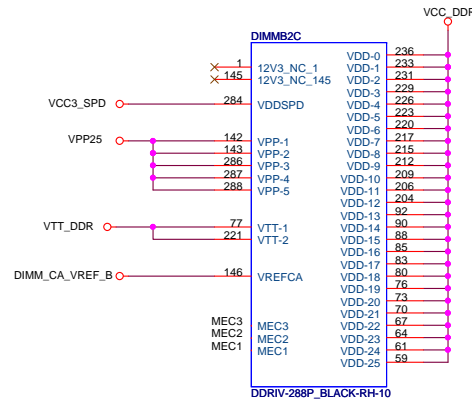 VCC_DDR
DIMMB2C
1 12V3_NC_1 VDD-0 236
145 12V3_NC_145 VDD-1 233
VDD-2 231
VDD-3 229
VCC3_SPD 284 VDDSPD VDD-4 226
VDD-5 223
VDD-6 220
VPP25 142 VPP-1 VDD-7 217
143 VPP-2 VDD-8 215
286 VPP-3 VDD-9 212
287 VPP-4 VDD-10 209
288 VPP-5 VDD-11 206
VDD-12 204
VDD-13 92
VTT_DDR 77 VTT-1 VDD-14 90
221 VTT-2 VDD-15 88
VDD-16 85
VDD-17 83
DIMM_CA_VREF_B 146 VREFCA VDD-18 80
VDD-19 76
VDD-20 73
VDD-21 70
MEC3 MEC3 VDD-22 67
MEC2 MEC2 VDD-23 64
MEC1 MEC1 VDD-24 61
VDD-25 59
DDRIV-288P_BLACK-RH-10